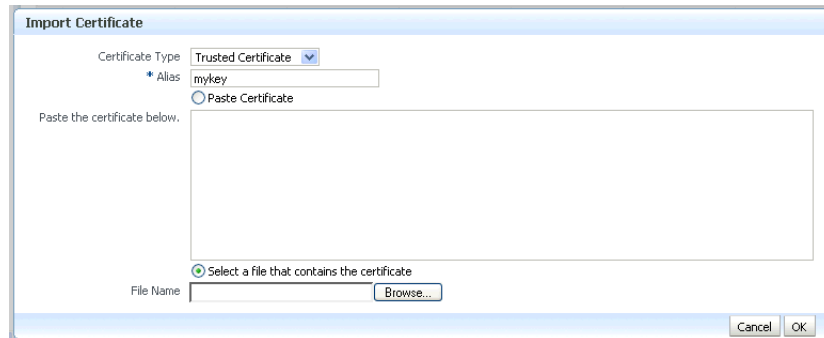 Import Certificate
Certificate Type Trusted Certificate
* Alias mykey
Paste Certificate
Paste the certificate below.
Select a file that contains the certificate
File Name Browse...
Cancel OK